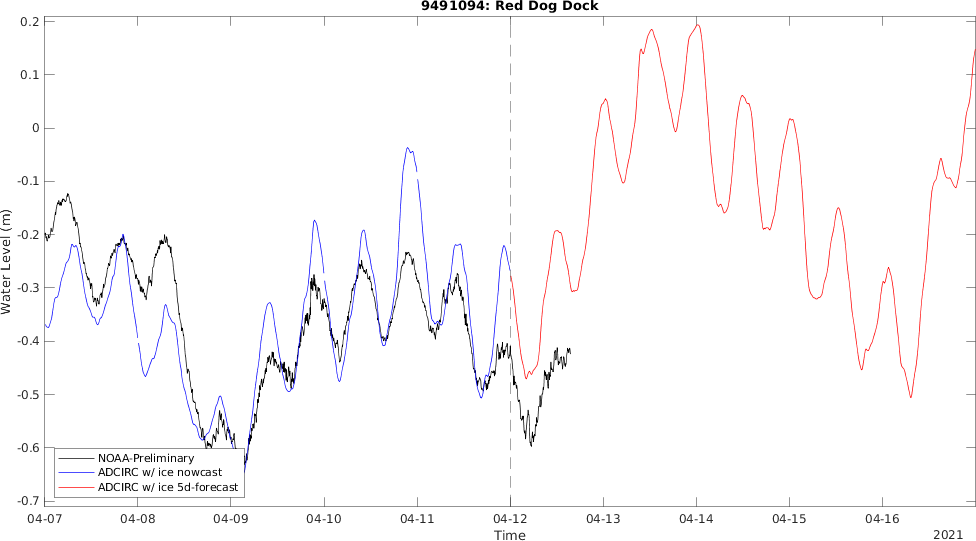 9491094: Red Dog Dock
Water Level (m)
0.2
0.1
0
-0.1
-0.2
-0.3
-0.4
-0.5
-0.6
-0.7
NOAA-Preliminary
ADCIRC w/ ice nowcast
ADCIRC w/ ice 5d-forecast
04-07 04-08 04-09 04-10 04-11 04-12 04-13 04-14 04-15 04-16
Time
2021